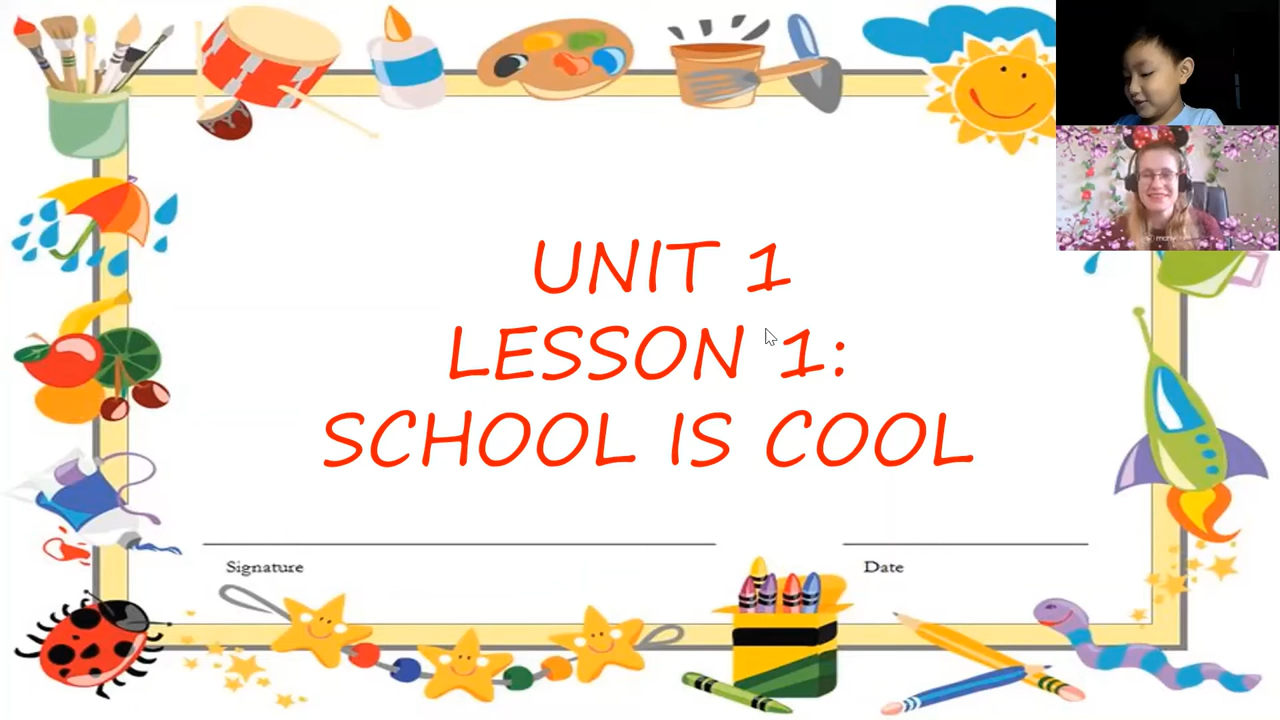 UNIT 1
LESSON 1:
SCHOOL IS COOL
Signature
Date